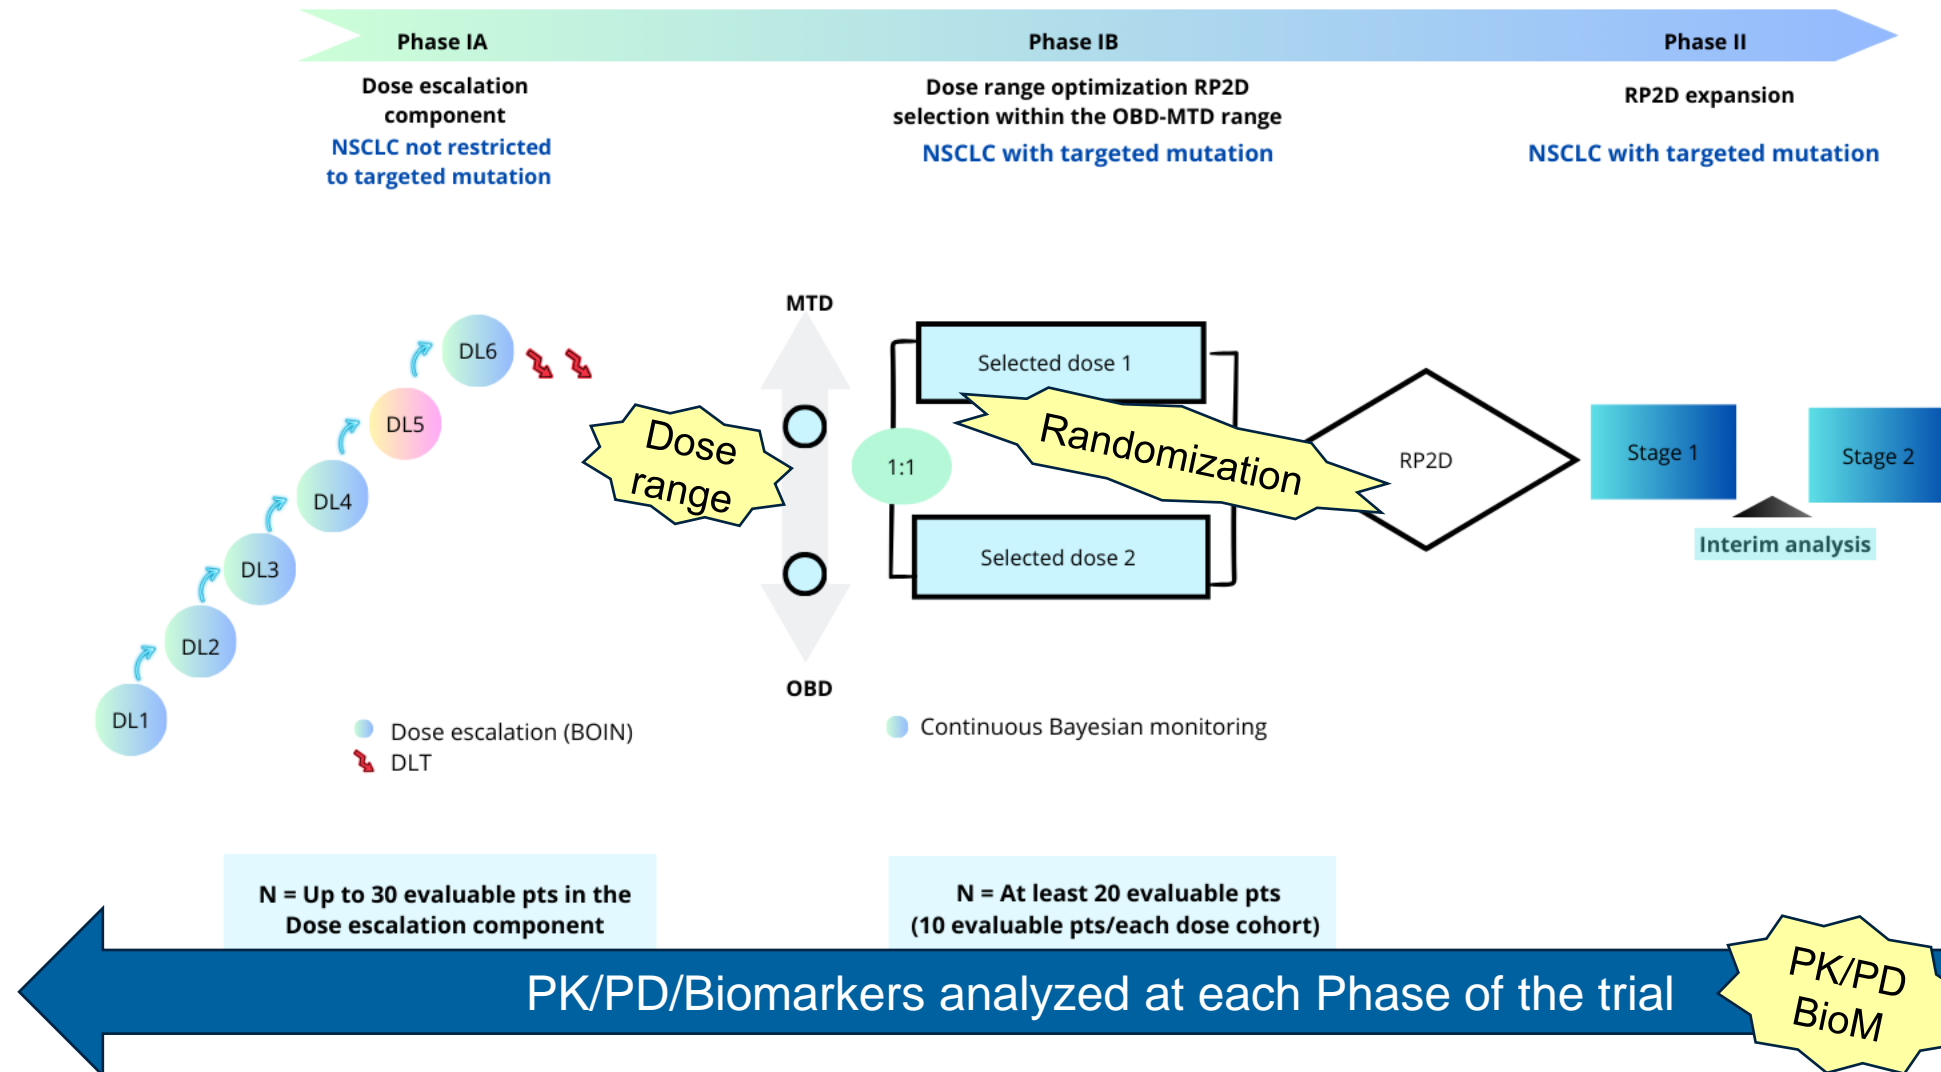 Phase IA
Phase IB
Phase II
Dose escalation
component
NSCLC not restricted
to targeted mutation
Dose range optimization RP2D
selection within the OBD-MTD range
NSCLC with targeted mutation
RP2D expansion
NSCLC with targeted mutation
DL1
DL2
DL3
DL4
DL5
DL6
Dose
range
MTD
OBD
1:1
Selected dose 1
Randomization
Selected dose 2
RP2D
Stage 1
Stage 2
Interim analysis
Dose escalation (BOIN)
DLT
Continuous Bayesian monitoring
N = Up to 30 evaluable pts in the
Dose escalation component
N = At least 20 evaluable pts
(10 evaluable pts/each dose cohort)
PK/PD/Biomarkers analyzed at each Phase of the trial
PK/PD
BioM